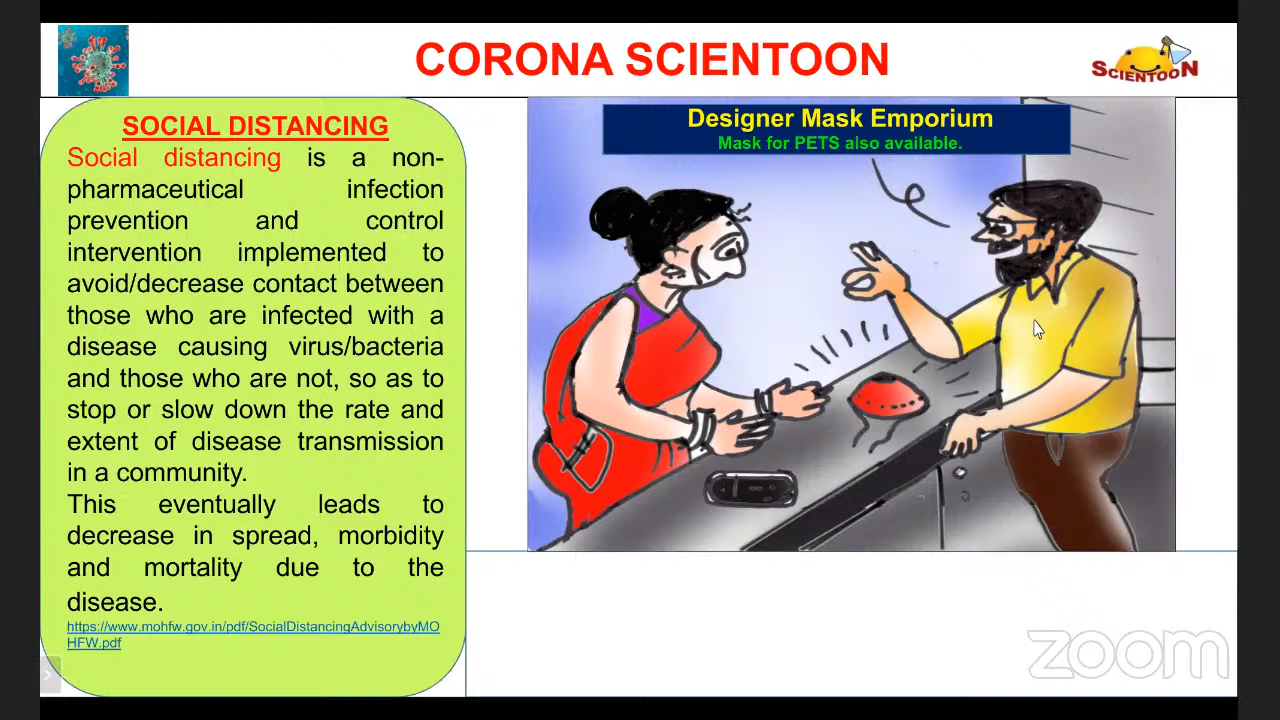 CORONA SCIENTOON
SCIENTOON
SOCIAL DISTANCING
Social distancing is a non-
pharmaceutical infection
prevention and control
intervention implemented to
avoid/decrease contact between
those who are infected with a
disease causing virus/bacteria
and those who are not, so as to
stop or slow down the rate and
extent of disease transmission
in a community.
This eventually leads to
decrease in spread, morbidity
and mortality due to the
disease.
https://www.mohfw.gov.in/pdf/SocialDistancingAdvisorybyMO
HFW.pdf
Designer Mask Emporium
Mask for PETS also available.
zoom